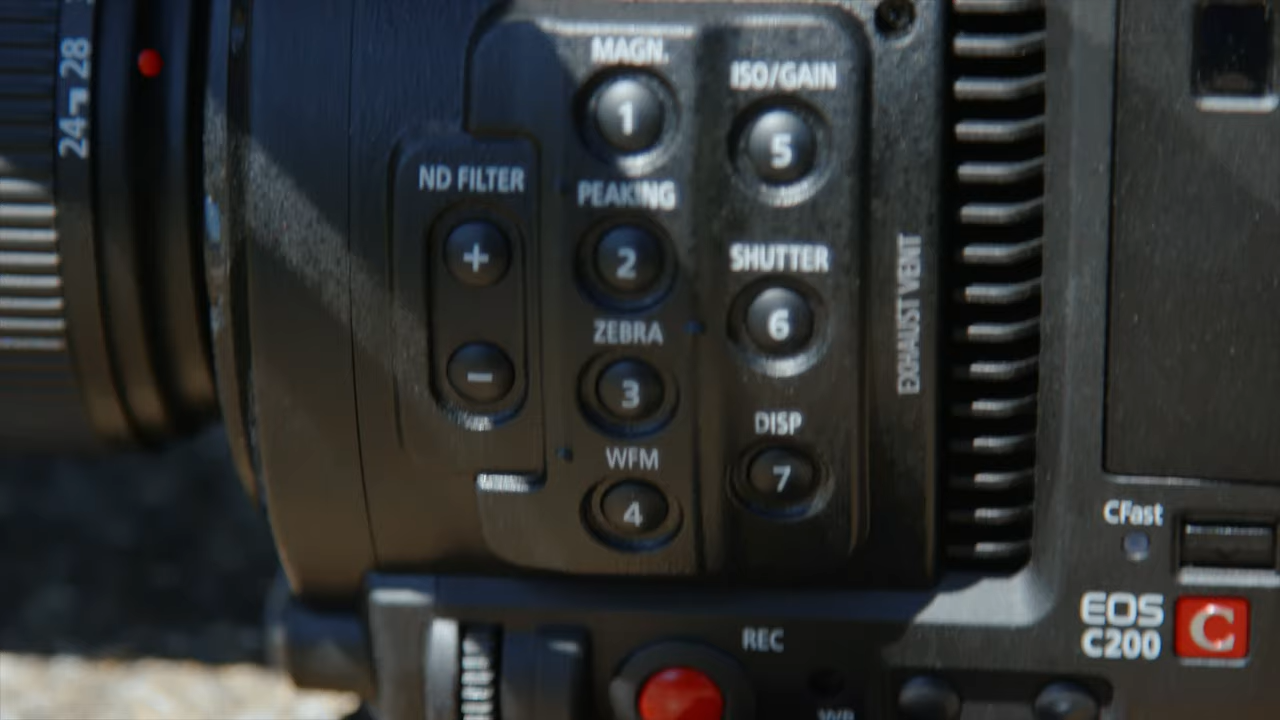 28
24
ND FILTER
+
−
MAGN.
1
PEAKING
2
ZEBRA
3
WFM
4
ISO/GAIN
5
SHUTTER
6
DISP
7
EXHAUST VENT
CFast
EOS
C200
C
REC
WB